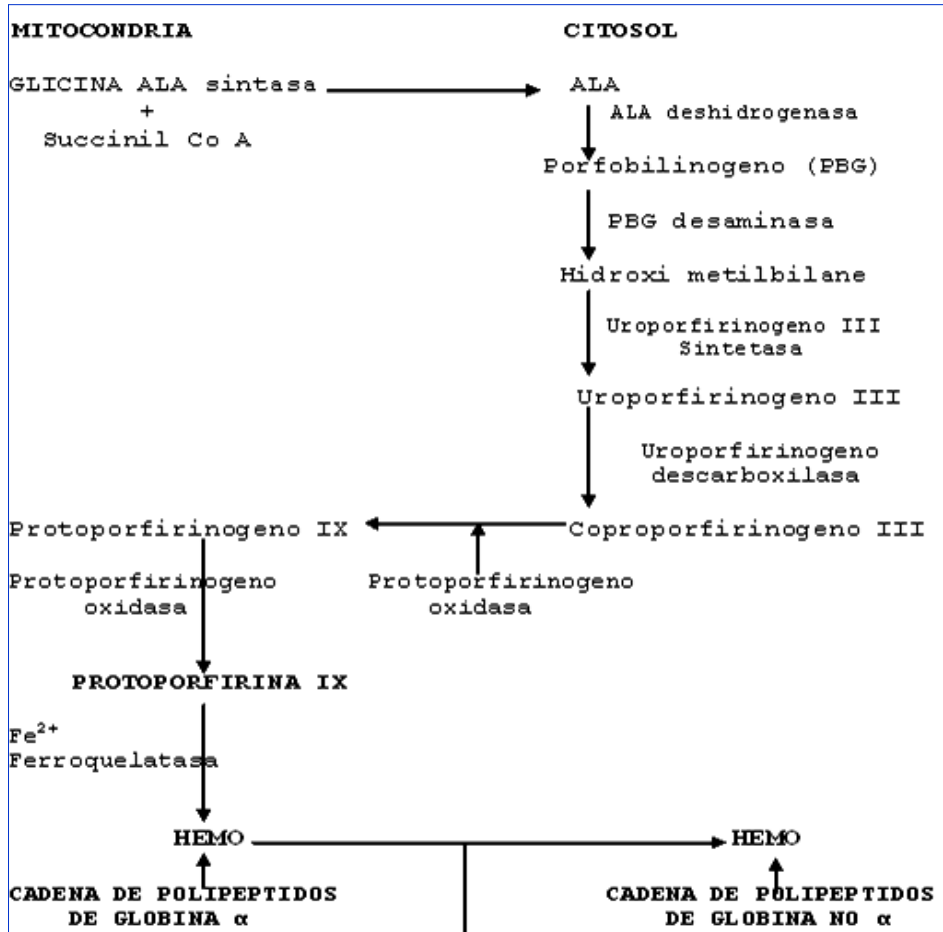 MITOCONDRIA
CITOSOL
GLICINA ALA sintasa
+
Succinil Co A
ALA
ALA deshidrogenasa
Porfobilinogeno (PBG)
PBG desaminasa
Hidroxi metilbilane
Uroporfirinogeno III
Sintetasa
Uroporfirinogeno III
Uroporfirinogeno
descarboxilasa
Protoporfirinogeno IX
Coproporfirinogeno III
Protoporfirinogeno
oxidasa
Protoporfirinogeno
oxidasa
PROTOPORFIRINA IX
Fe²⁺
Ferroquelatasa
HEMO
HEMO
CADENA DE POLIPEPTIDOS
DE GLOBINA α
CADENA DE POLIPEPTIDOS
DE GLOBINA NO α